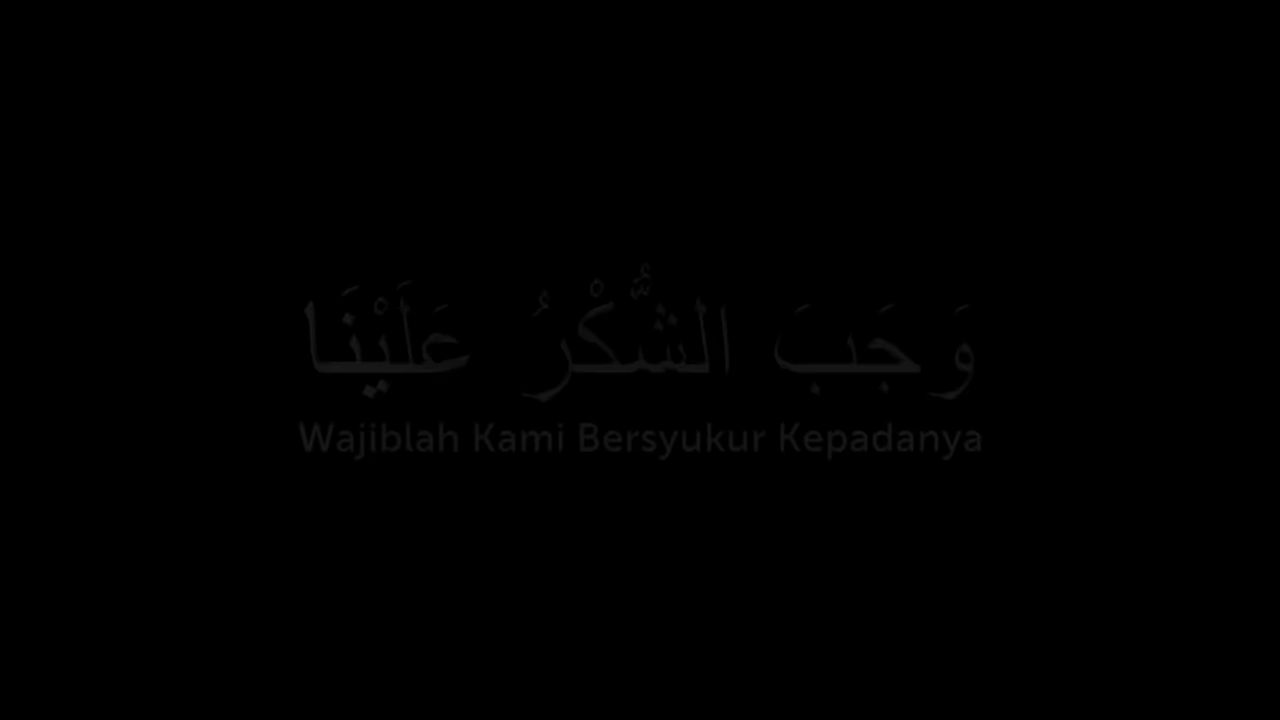 وَجَبَ الشُّكْرُ عَلَيْنَا
Wajiblah Kami Bersyukur Kepadanya